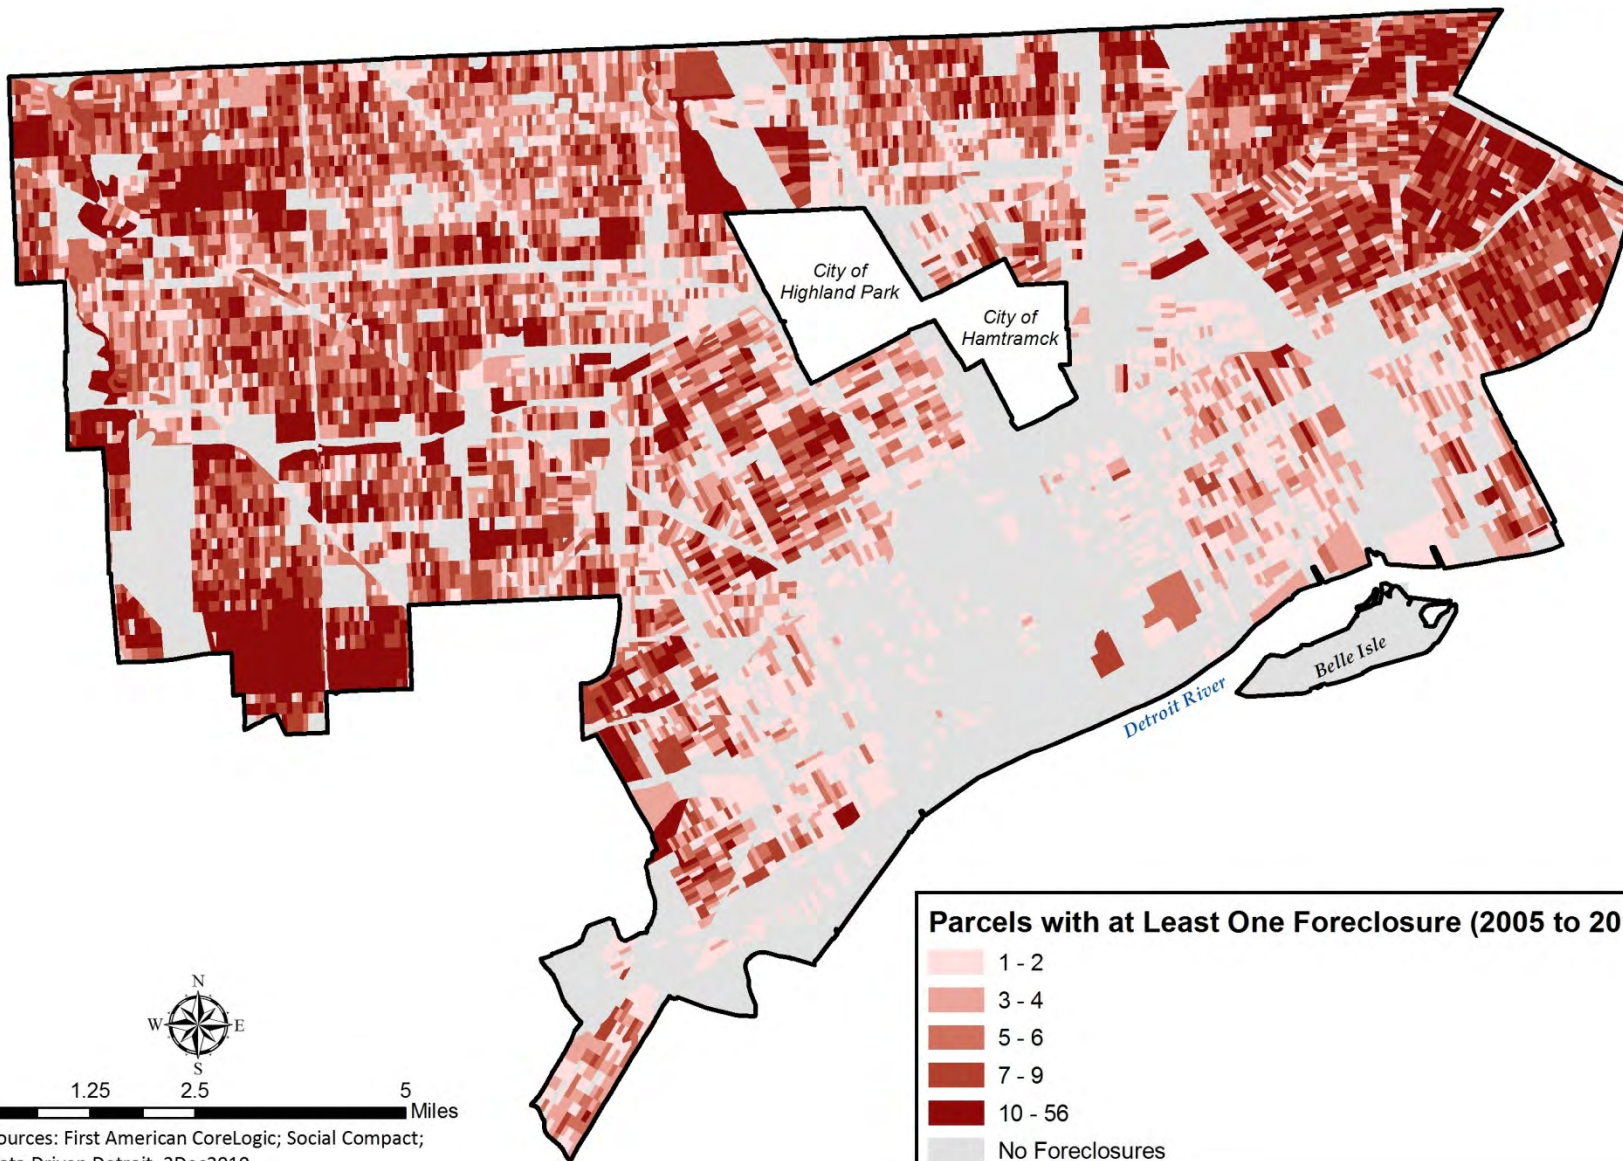 City of
Highland Park
City of
Hamtramck
Belle Isle
Detroit River
Parcels with at Least One Foreclosure (2005 to 20
1 - 2
3 - 4
5 - 6
7 - 9
10 - 56
No Foreclosures
N
W E
S
1.25 2.5 5
Miles
ources: First American CoreLogic; Social Compact;